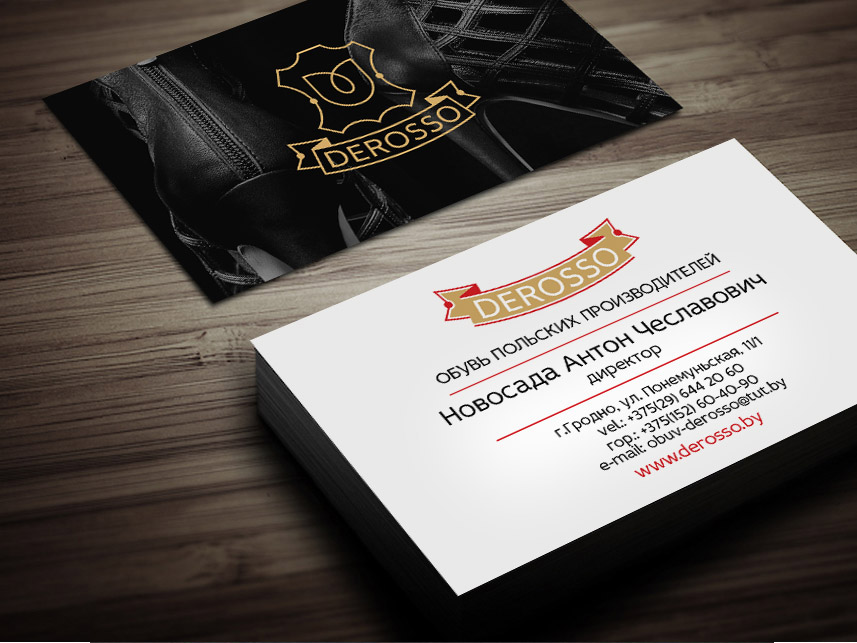 DEROSSO
DEROSSO
ОБУВЬ ПОЛЬСКИХ ПРОИЗВОДИТЕЛЕЙ
Новосада Антон Чеславович
директор
г.Гродно, ул. Понемуньская, 11/1
vel.: +375(29) 644 20 60
гор.: +375(152) 60-40-90
e-mail: obuv-derosso@tut.by
www.derosso.by